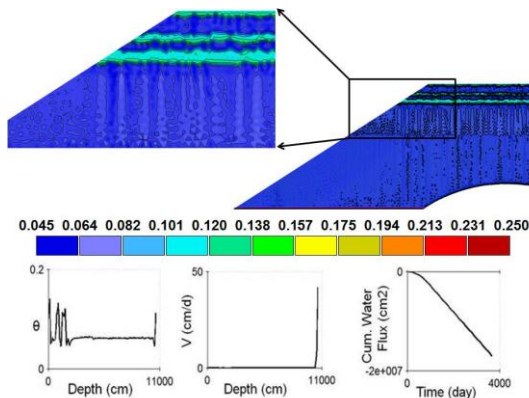 0.045 0.064 0.082 0.101 0.120 0.138 0.157 0.175 0.194 0.213 0.231 0.250
0.2
θ
0
0 11000
Depth (cm)
50
V (cm/d)
0
0 11000
Depth (cm)
0
Cum. Water
Flux (cm2)
-2e+007
0 4000
Time (day)